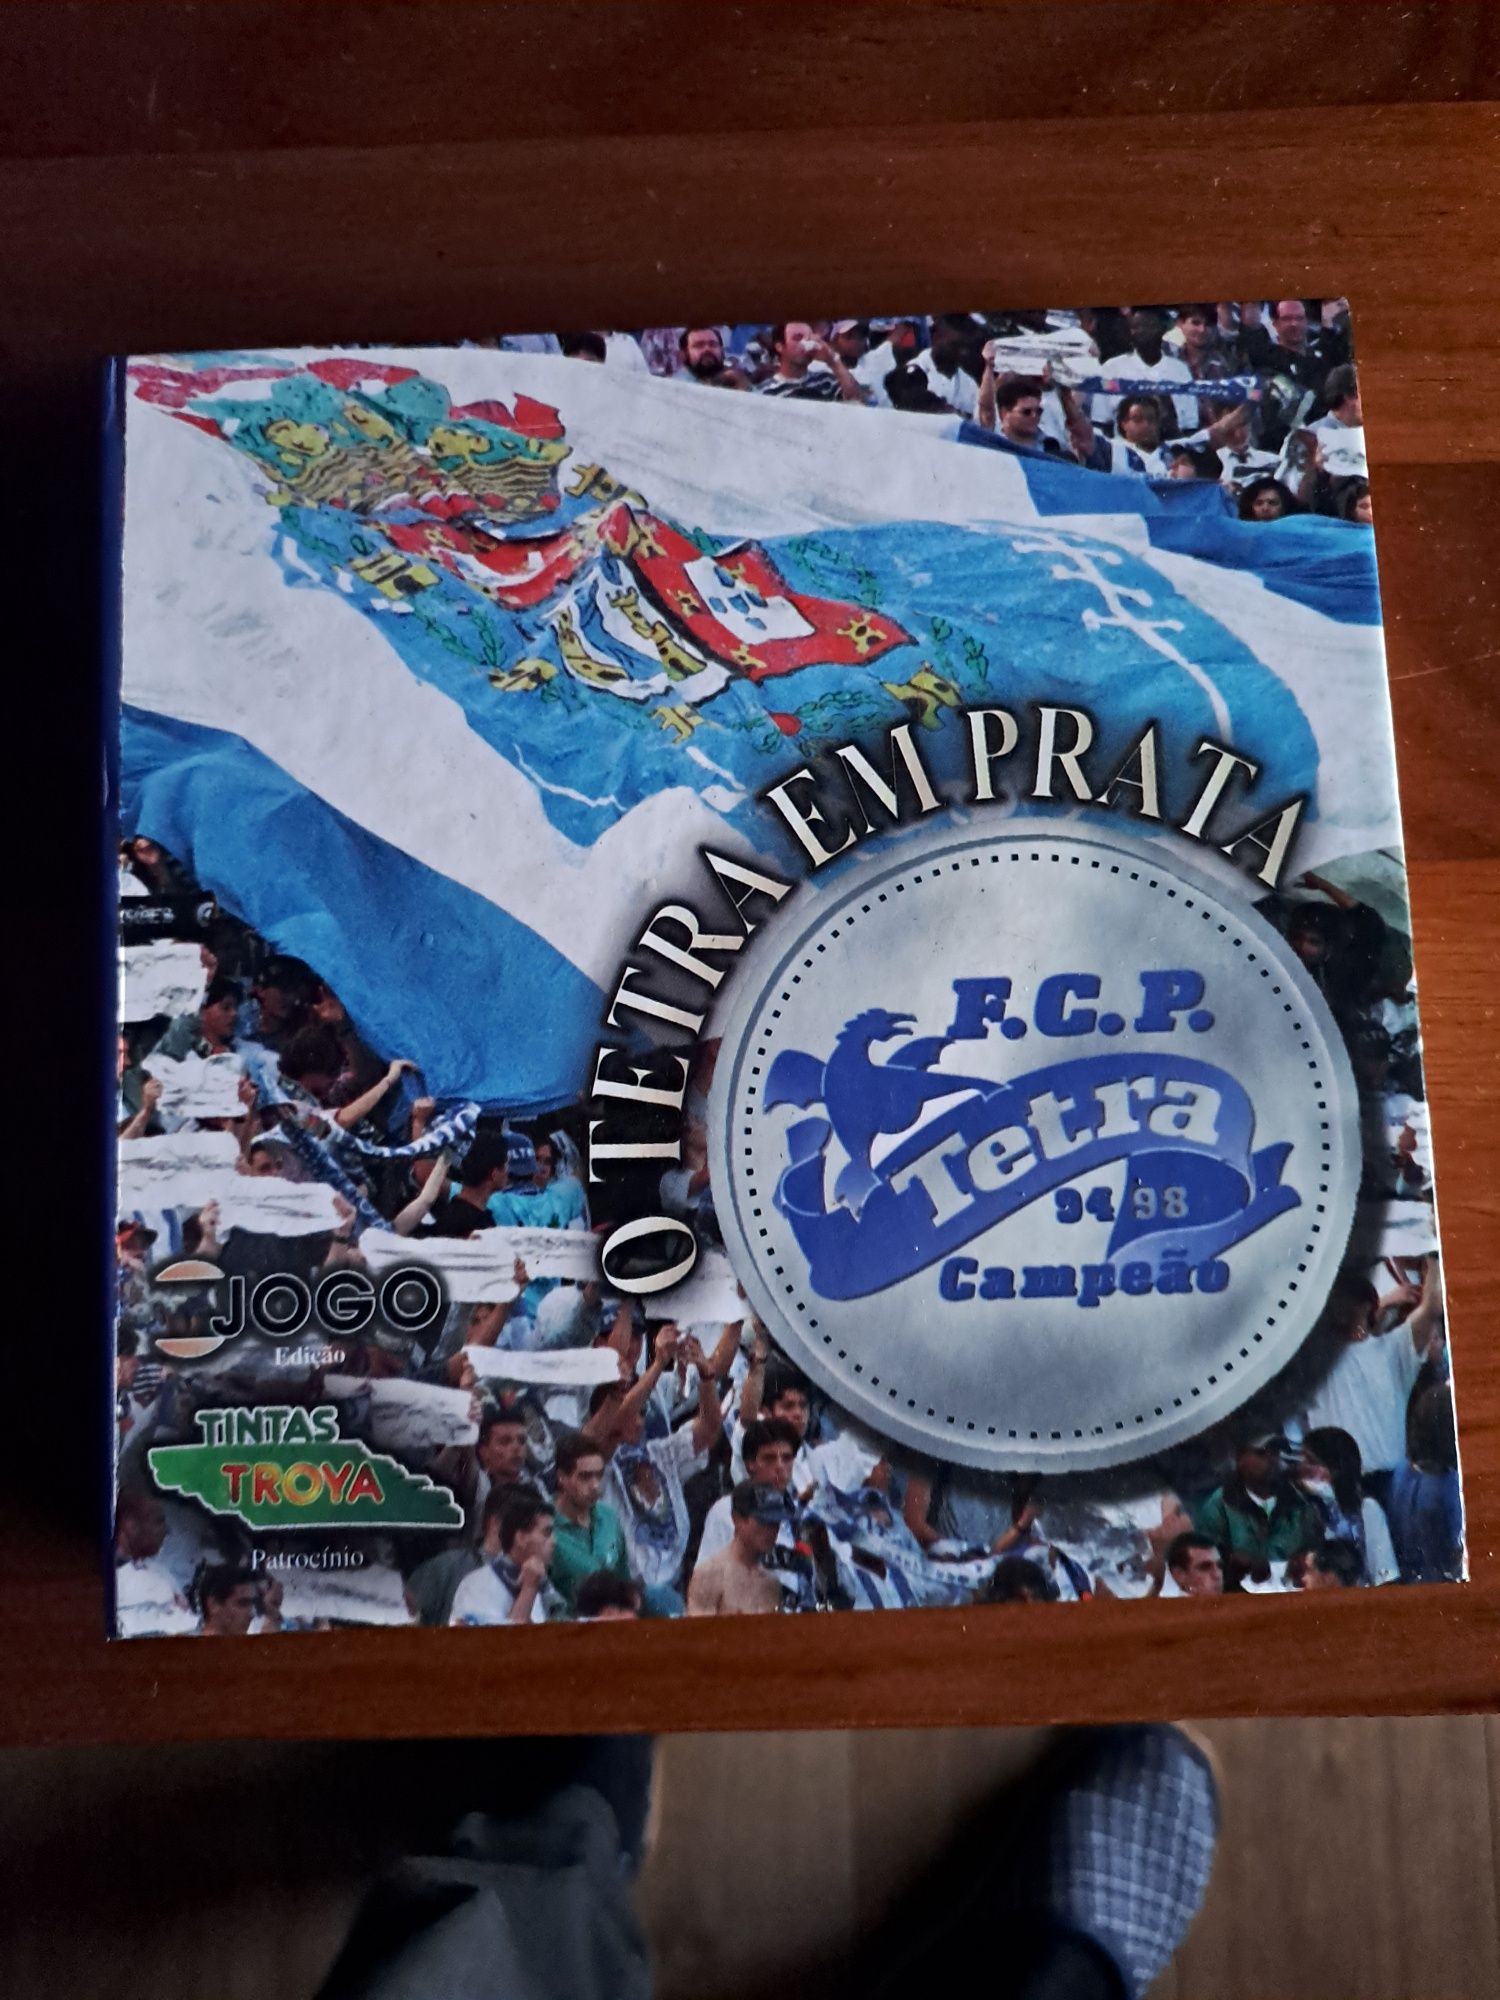 O TETRA EM PRATA
F.C.P.
Tetra
94 98
Campeão
O JOGO
Edição
TINTAS
TROYA
Patrocínio